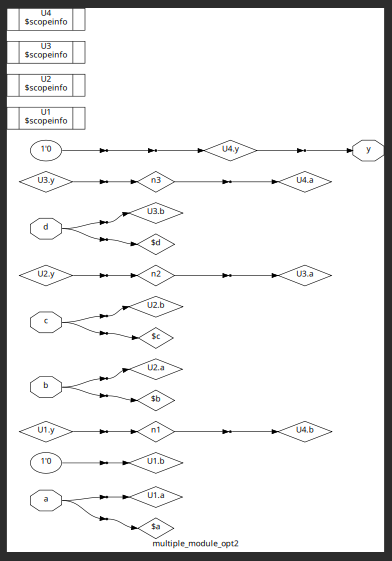 U4
$scopeinfo
U3
$scopeinfo
U2
$scopeinfo
U1
$scopeinfo
1'0 U4.y y
U3.y n3 U4.a
U3.b
d
$d
U2.y n2 U3.a
U2.b
c
$c
U2.a
b
$b
U1.y n1 U4.b
1'0 U1.b
a U1.a
$a
multiple_module_opt2